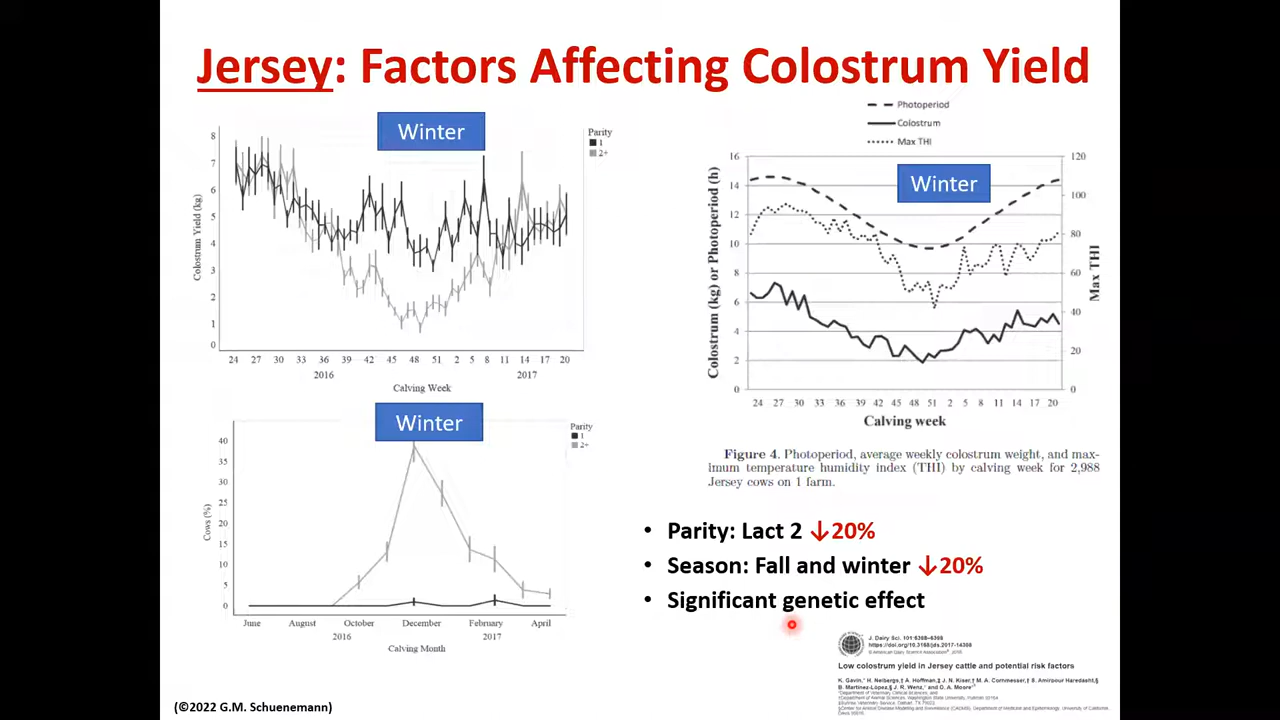 Jersey: Factors Affecting Colostrum Yield
Winter
Parity
1
2+
8
7
6
5
4
3
2
1
0
Colostrum Yield (kg)
24 27 30 33 36 39 42 45 48 51 2 5 8 11 14 17 20
2016 2017
Calving Week
Photoperiod
Colostrum
Max THI
Winter
16
14
12
10
8
6
4
2
0
120
100
80
60
40
20
0
Colostrum (kg) or Photoperiod (h)
Max THI
24 27 30 33 36 39 42 45 48 51 2 5 8 11 14 17 20
Calving week
Figure 4. Photoperiod, average weekly colostrum weight, and max-
imum temperature humidity index (THI) by calving week for 2,988
Jersey cows on 1 farm.
Winter
Parity
1
2+
40
35
30
25
20
15
10
5
0
Cows (%)
June August October December February April
2016 2017
Calving Month
• Parity: Lact 2 ↓20%
• Season: Fall and winter ↓20%
• Significant genetic effect
J. Dairy Sci. 101:6388–6398
Low colostrum yield in Jersey cattle and potential risk factors
(©2022 G.M. Schuenemann)